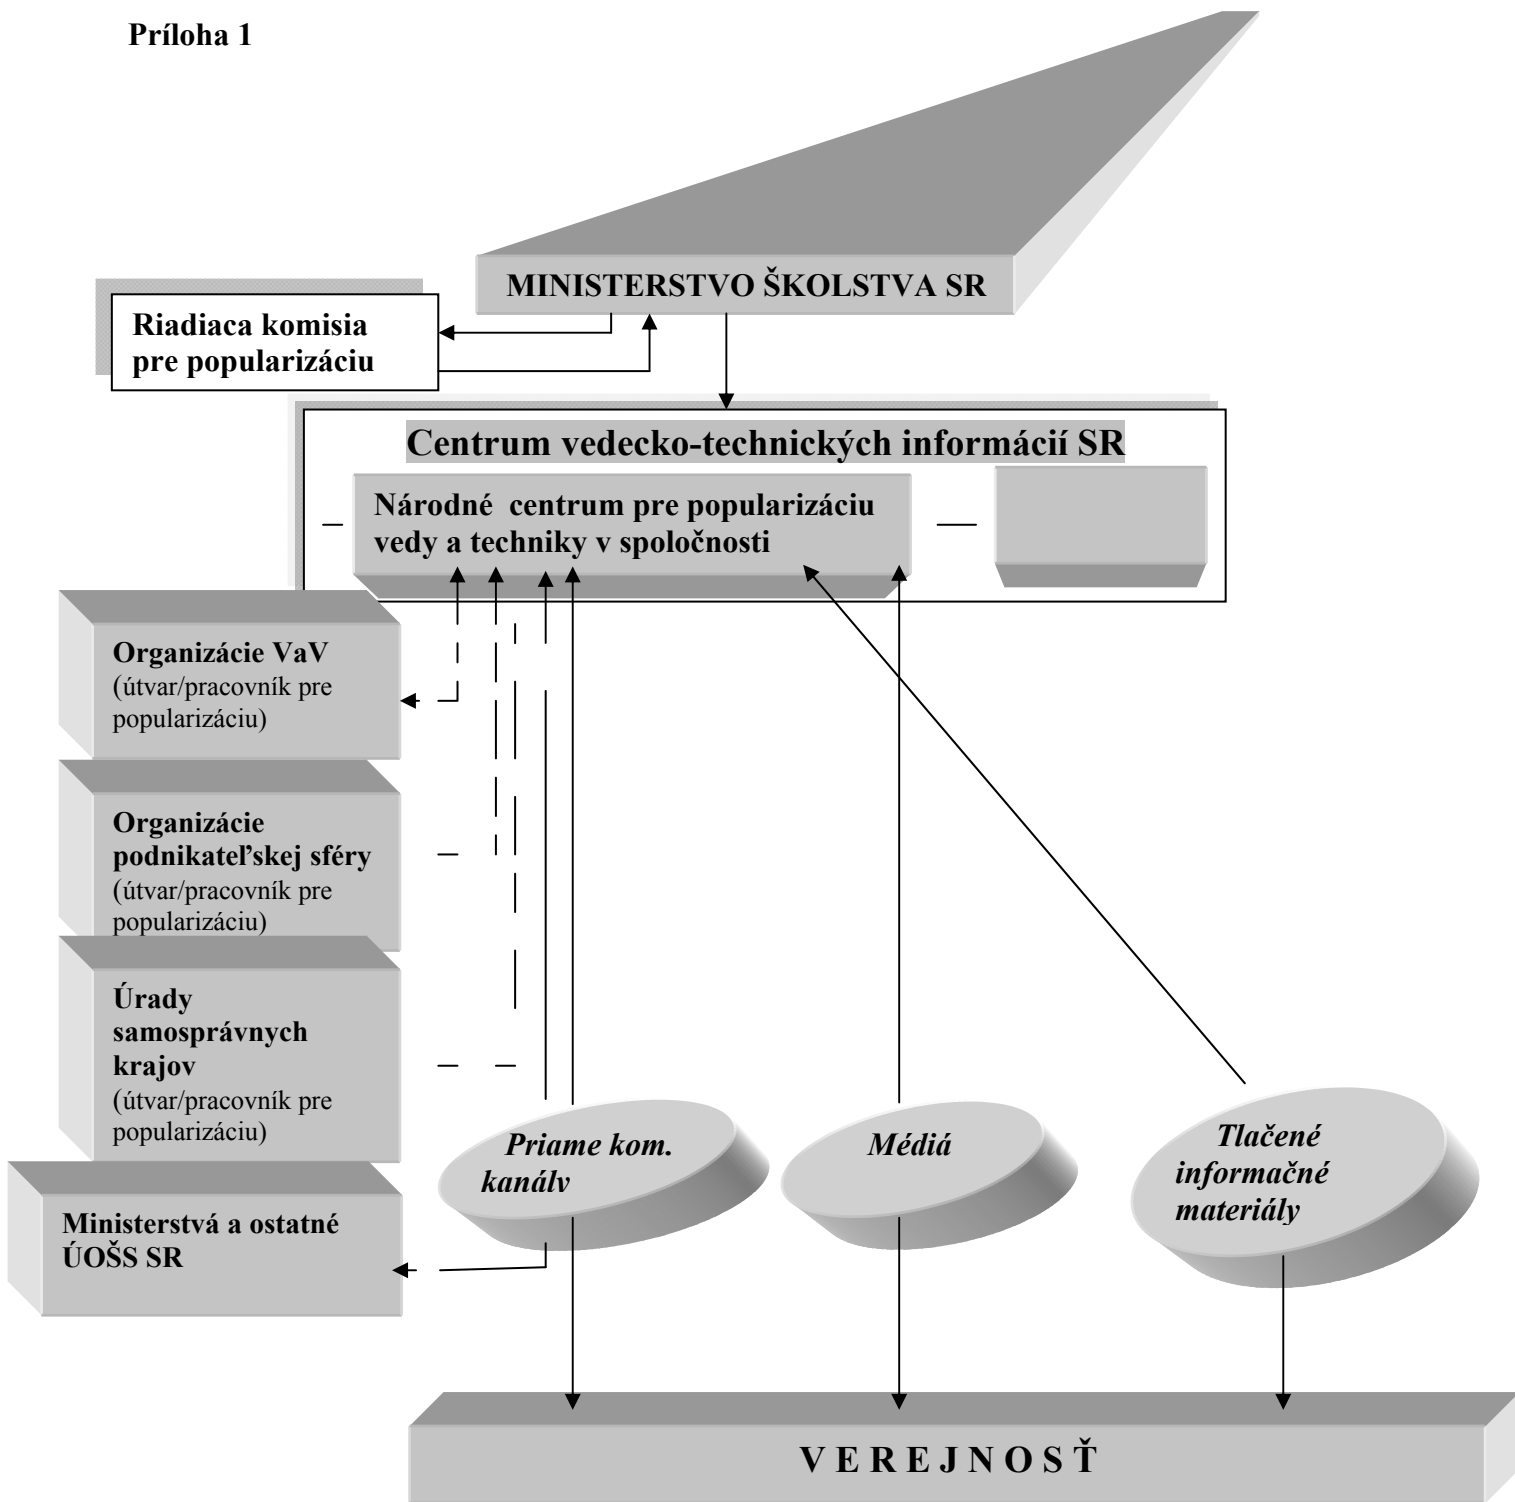 Príloha 1
MINISTERSTVO ŠKOLSTVA SR
Riadiaca komisia
pre popularizáciu
Centrum vedecko-technických informácií SR
Národné centrum pre popularizáciu
vedy a techniky v spoločnosti
Organizácie VaV
(útvar/pracovník pre
popularizáciu)
Organizácie
podnikateľskej sféry
(útvar/pracovník pre
popularizáciu)
Úrady
samosprávnych
krajov
(útvar/pracovník pre
popularizáciu)
Ministerstvá a ostatné
ÚOŠS SR
Priame kom.
kanálv
Médiá
Tlačené
informačné
materiály
V E R E J N O S Ť